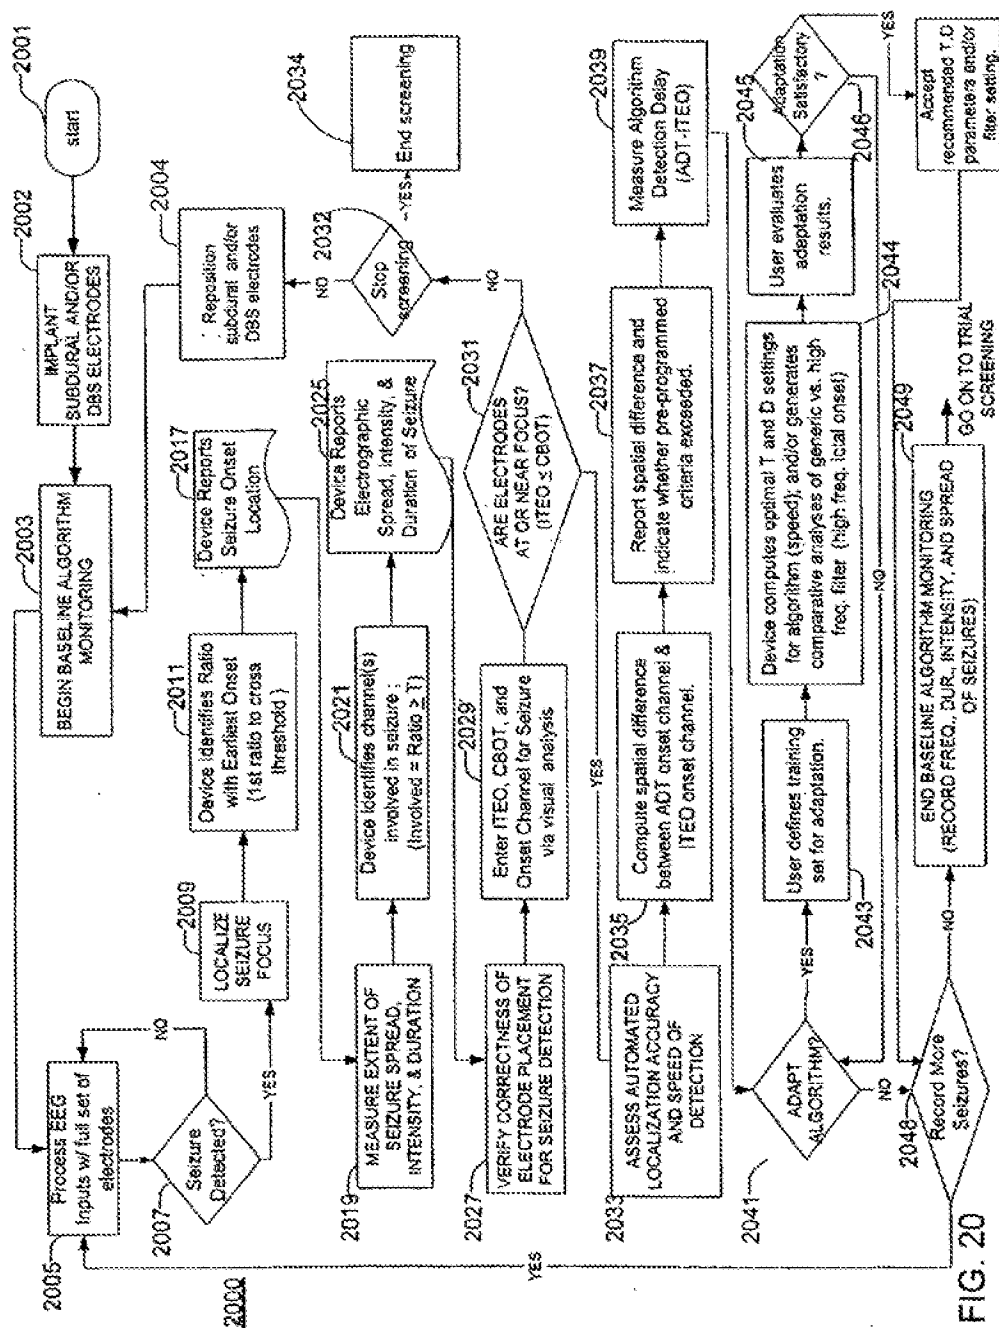 2001
start
2002
IMPLANT
SUBDURAL AND/OR
DBS ELECTRODES
2003
BEGIN BASELINE ALGORITHM
MONITORING
2005
Process EEG
Inputs w/ full set of
electrodes
2007
Seizure
Detected?
NO
YES
2009
LOCALIZE
SEIZURE
FOCUS
2011
Device Identifies Ratio
with Earliest Onset
(1st ratio to cross
threshold )
2017
Device Reports
Seizure Onset
Location
2004
Reposition
subdurat and/or
DBS electrodes
2019
MEASURE EXTENT OF
SEIZURE SPREAD,
INTENSITY, & DURATION
2021
Device identifies channel(s)
involved in seizure ;
(Involved = Ratio ≥ T)
2025
Device Reports
Electrographic
Spread, Intensity, &
Duration of Seizure
2032
Stop
screening
NO
YES
2034
End screening
2027
VERIFY CORRECTNESS OF
ELECTRODE PLACEMENT
FOR SEIZURE DETECTION
2029
Enter ITEO, CBOT, and
Onset Channel for Seizure
via visual analysis
2031
ARE ELECTRODES
AT OR NEAR FOCUS?
(ITEO ≤ CBOT)
NO
YES
2033
ASSESS AUTOMATED
LOCALIZATION ACCURACY
AND SPEED OF
DETECTION
2035
Compute spatial difference
between ADT onset channel &
ITEO onset channel.
2037
Report spatial difference and
indicate whether pre-programmed
criteria exceeded.
2039
Measure Algorithm
Detection Delay
(ADT-ITEO)
2041
ADAPT
ALGORITHM?
YES
NO
2043
User defines training
set for adaptation.
2044
Device computes optimal T and D settings
for algorithm (speed); and/or generates
comparative analyses of generic vs. high
freq. filter (high freq. ictal onset)
2045
User evaluates
adaptation
results.
2046
Adaptation
Satisfactory
?
YES
NO
Accept
recommended T,D
parameters and/or
filter setting.
2048
Record More
Seizures?
YES
NO
2049
END BASELINE ALGORITHM MONITORING
(RECORD FREQ., DUR., INTENSITY, AND SPREAD
OF SEIZURES)
GO ON TO TRIAL
SCREENING
2000
FIG. 20